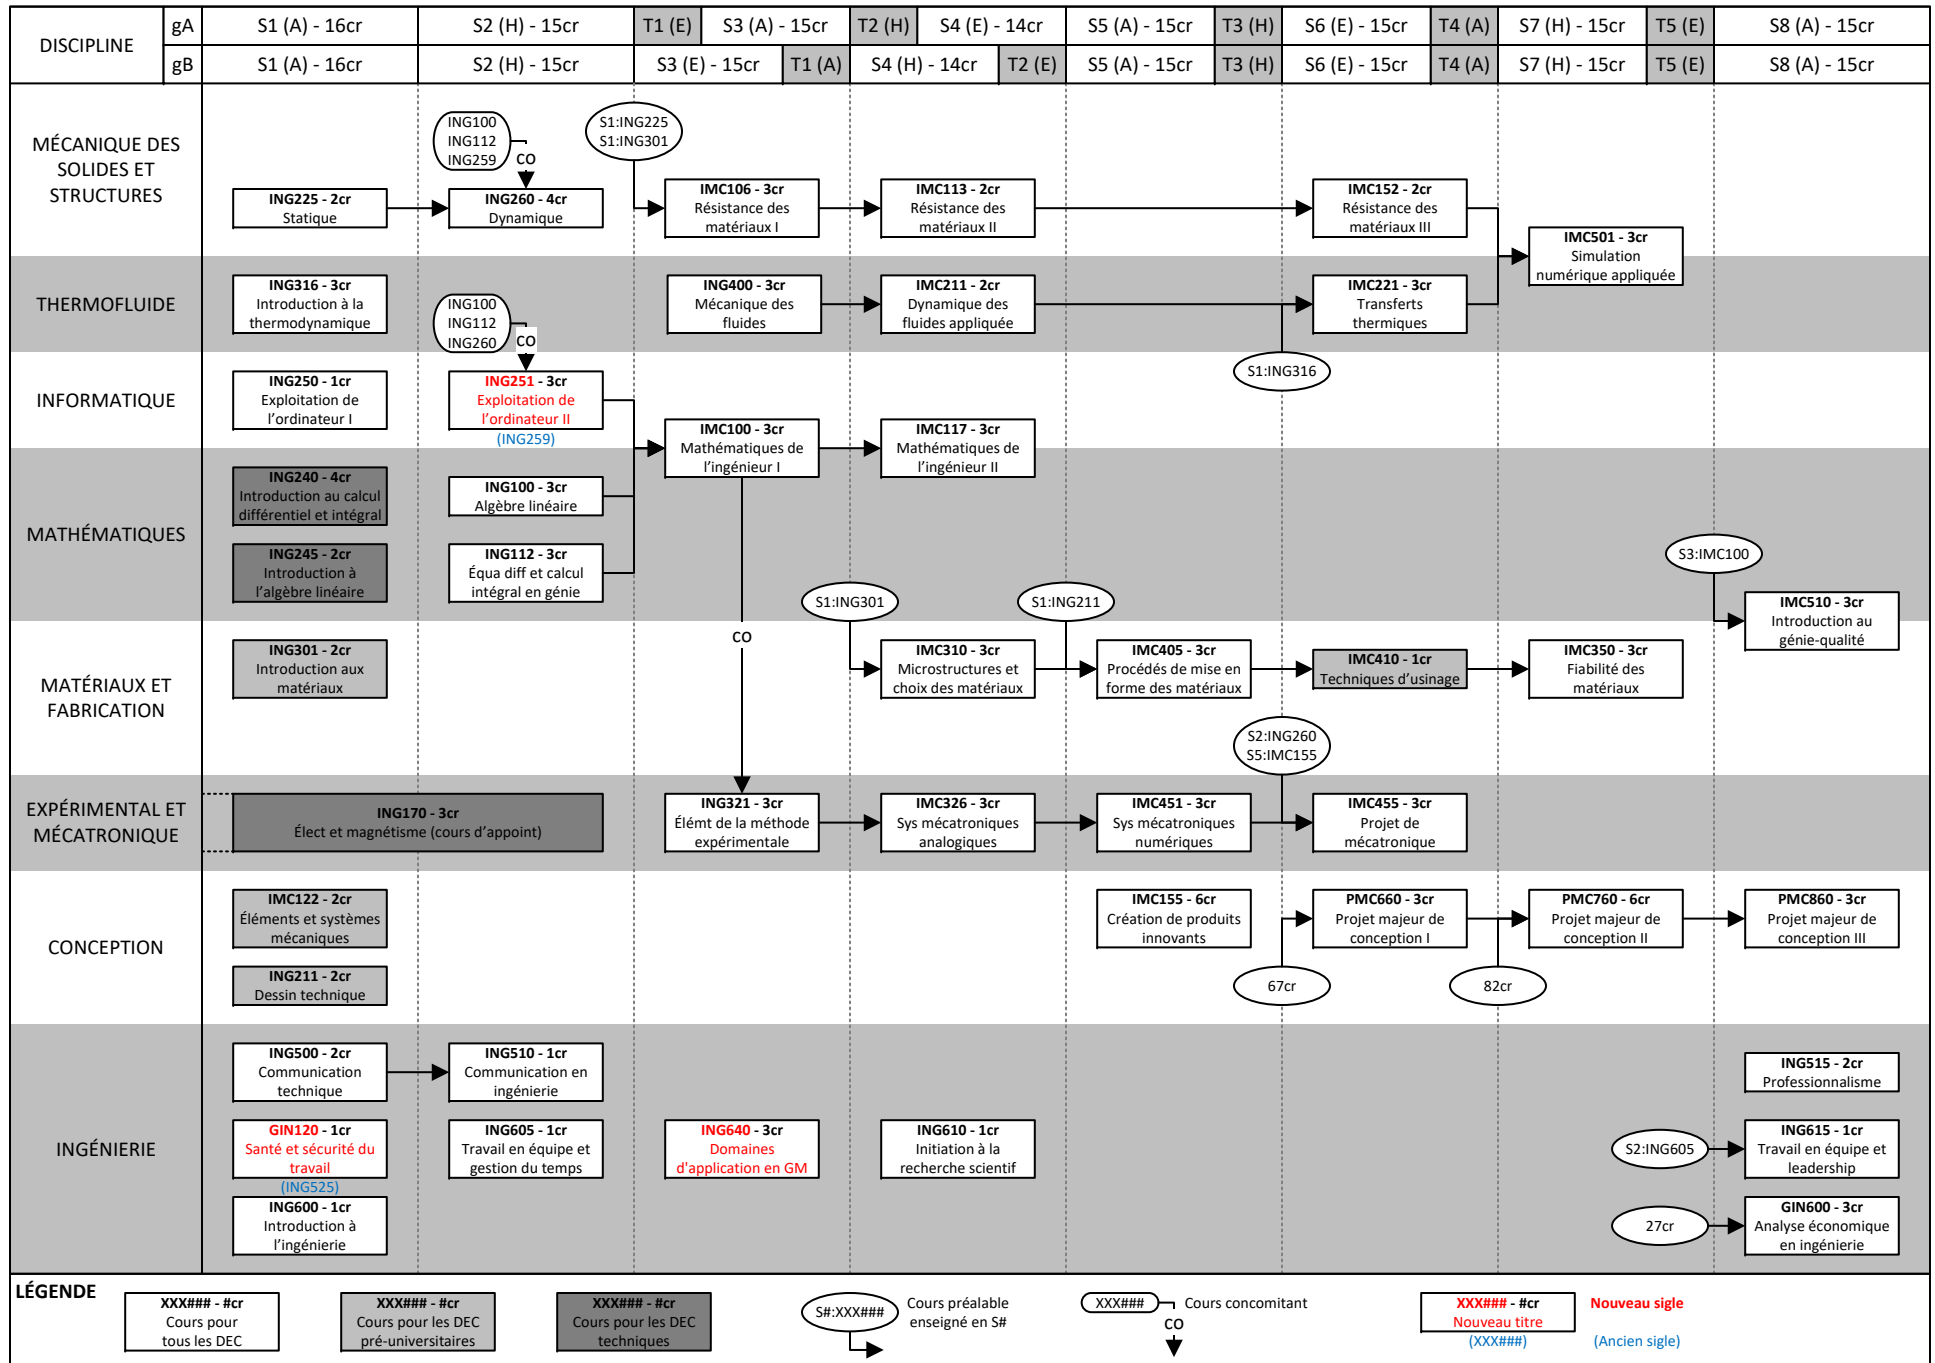 DISCIPLINE
gA
S1 (A) - 16cr
S2 (H) - 15cr
T1 (E)
S3 (A) - 15cr
T2 (H)
S4 (E) - 14cr
S5 (A) - 15cr
T3 (H)
S6 (E) - 15cr
T4 (A)
S7 (H) - 15cr
T5 (E)
S8 (A) - 15cr
gB
S1 (A) - 16cr
S2 (H) - 15cr
S3 (E) - 15cr
T1 (A)
S4 (H) - 14cr
T2 (E)
S5 (A) - 15cr
T3 (H)
S6 (E) - 15cr
T4 (A)
S7 (H) - 15cr
T5 (E)
S8 (A) - 15cr
MÉCANIQUE DES
SOLIDES ET
STRUCTURES
ING225 - 2cr
Statique
ING100
ING112
ING259
CO
ING260 - 4cr
Dynamique
S1:ING225
S1:ING301
IMC106 - 3cr
Résistance des
matériaux I
IMC113 - 2cr
Résistance des
matériaux II
IMC152 - 2cr
Résistance des
matériaux III
IMC501 - 3cr
Simulation
numérique appliquée
THERMOFLUIDE
ING316 - 3cr
Introduction à la
thermodynamique
ING100
ING112
ING260
CO
ING400 - 3cr
Mécanique des
fluides
IMC211 - 2cr
Dynamique des
fluides appliquée
IMC221 - 3cr
Transferts
thermiques
S1:ING316
INFORMATIQUE
ING250 - 1cr
Exploitation de
l'ordinateur I
ING251 - 3cr
Exploitation de
l'ordinateur II
(ING259)
IMC100 - 3cr
Mathématiques de
l'ingénieur I
IMC117 - 3cr
Mathématiques de
l'ingénieur II
MATHÉMATIQUES
ING240 - 4cr
Introduction au calcul
différentiel et intégral
ING100 - 3cr
Algèbre linéaire
ING245 - 2cr
Introduction à
l'algèbre linéaire
ING112 - 3cr
Équa diff et calcul
intégral en génie
S3:IMC100
IMC510 - 3cr
Introduction au
génie-qualité
S1:ING301
S1:ING211
CO
MATÉRIAUX ET
FABRICATION
ING301 - 2cr
Introduction aux
matériaux
IMC310 - 3cr
Microstructures et
choix des matériaux
IMC405 - 3cr
Procédés de mise en
forme des matériaux
IMC410 - 1cr
Techniques d'usinage
IMC350 - 3cr
Fiabilité des
matériaux
S2:ING260
S5:IMC155
EXPÉRIMENTAL ET
MÉCATRONIQUE
ING170 - 3cr
Élect et magnétisme (cours d'appoint)
ING321 - 3cr
Élémt de la méthode
expérimentale
IMC326 - 3cr
Sys mécatroniques
analogiques
IMC451 - 3cr
Sys mécatroniques
numériques
IMC455 - 3cr
Projet de
mécatronique
CONCEPTION
IMC122 - 2cr
Éléments et systèmes
mécaniques
ING211 - 2cr
Dessin technique
IMC155 - 6cr
Création de produits
innovants
67cr
PMC660 - 3cr
Projet majeur de
conception I
82cr
PMC760 - 6cr
Projet majeur de
conception II
PMC860 - 3cr
Projet majeur de
conception III
INGÉNIERIE
ING500 - 2cr
Communication
technique
ING510 - 1cr
Communication en
ingénierie
ING515 - 2cr
Professionnalisme
GIN120 - 1cr
Santé et sécurité du
travail
(ING525)
ING605 - 1cr
Travail en équipe et
gestion du temps
ING640 - 3cr
Domaines
d'application en GM
ING610 - 1cr
Initiation à la
recherche scientif
S2:ING605
ING615 - 1cr
Travail en équipe et
leadership
ING600 - 1cr
Introduction à
l'ingénierie
27cr
GIN600 - 3cr
Analyse économique
en ingénierie
LÉGENDE
XXX### - #cr
Cours pour
tous les DEC
XXX### - #cr
Cours pour les DEC
pré-universitaires
XXX### - #cr
Cours pour les DEC
techniques
S#:XXX###
Cours préalable
enseigné en S#
XXX###
CO
Cours concomitant
XXX### - #cr
Nouveau titre
(XXX###)
Nouveau sigle
(Ancien sigle)